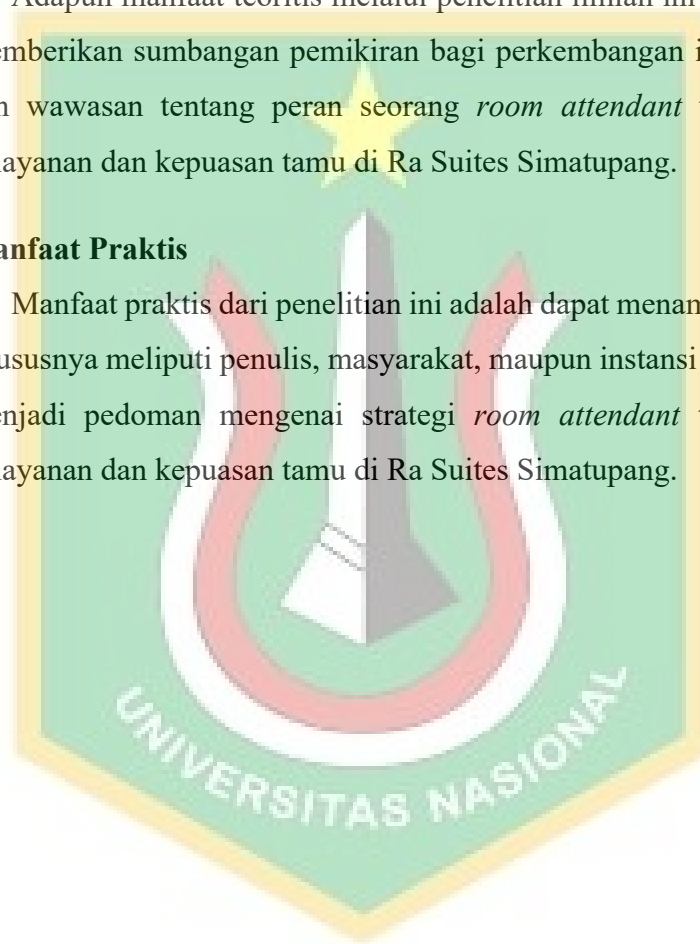 Adapun manfaat teoritis melalui penelitian ilmiah ini
emberikan sumbangan pemikiran bagi perkembangan i
n wawasan tentang peran seorang room attendant
layanan dan kepuasan tamu di Ra Suites Simatupang.
anfaat Praktis
Manfaat praktis dari penelitian ini adalah dapat menam
ususnya meliputi penulis, masyarakat, maupun instansi
enjadi pedoman mengenai strategi room attendant
layanan dan kepuasan tamu di Ra Suites Simatupang.
UNIVERSITAS NASIONAL